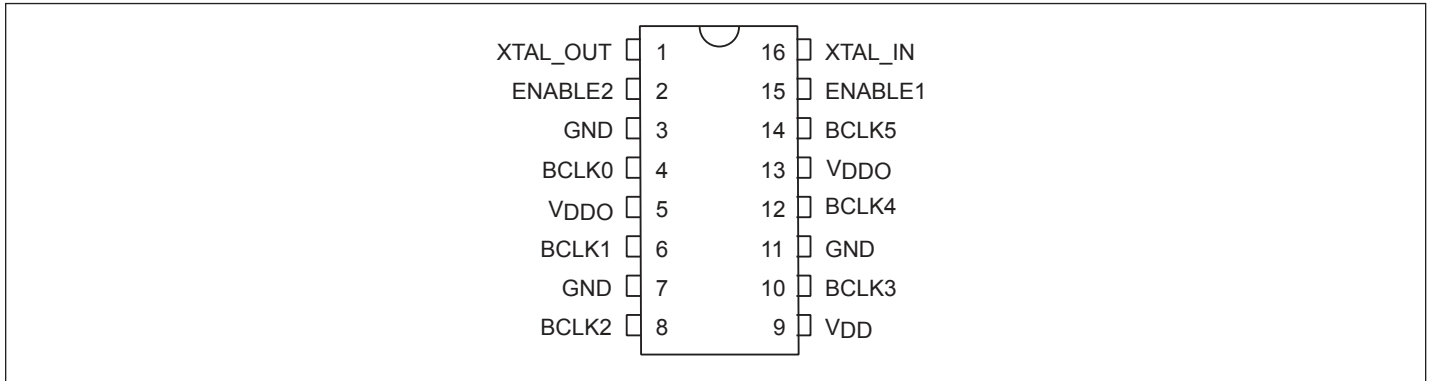 XTAL_OUT 1 16 XTAL_IN
ENABLE2 2 15 ENABLE1
GND 3 14 BCLK5
BCLK0 4 13 VDDO
VDDO 5 12 BCLK4
BCLK1 6 11 GND
GND 7 10 BCLK3
BCLK2 8 9 VDD